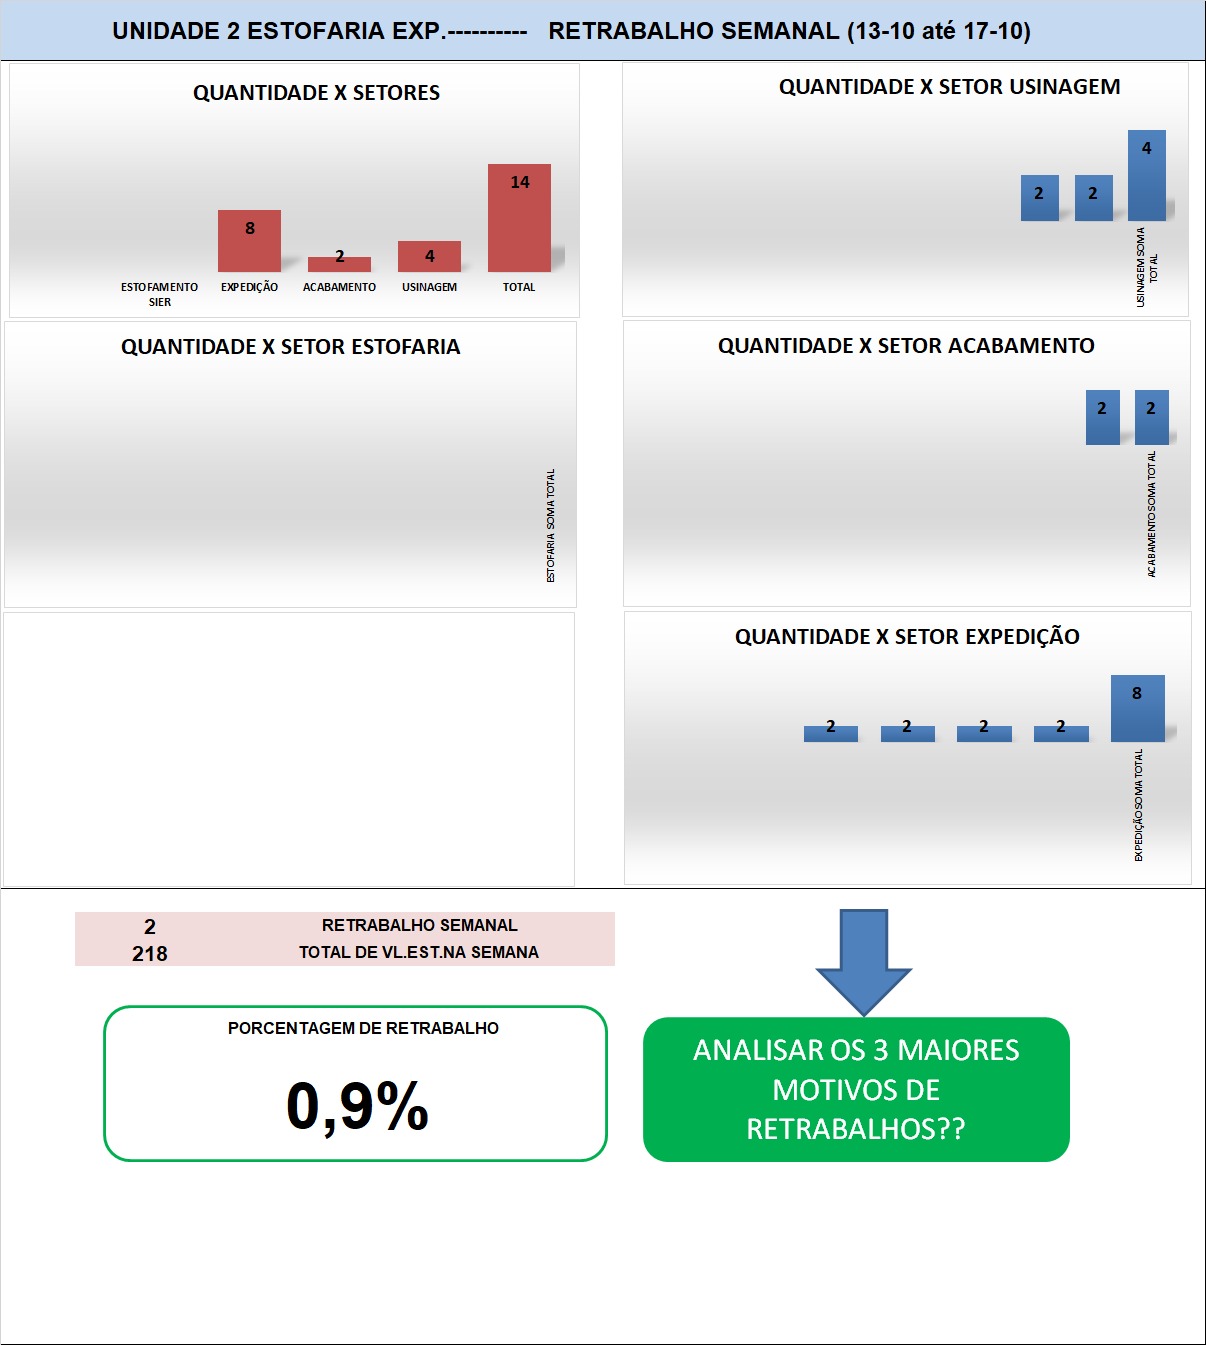 UNIDADE 2 ESTOFARIA EXP.---------- RETRABALHO SEMANAL (13-10 até 17-10)
QUANTIDADE X SETORES
14
8
2
4
ESTOFAMENTO SIER
EXPEDIÇÃO
ACABAMENTO
USINAGEM
TOTAL
QUANTIDADE X SETOR USINAGEM
4
2
2
USINAGEM SOMA
TOTAL
QUANTIDADE X SETOR ESTOFARIA
ESTOFARIA SOMA TOTAL
QUANTIDADE X SETOR ACABAMENTO
2
2
ACABAMENTO SOMA TOTAL
QUANTIDADE X SETOR EXPEDIÇÃO
8
2
2
2
2
EXPEDIÇÃO SOMA TOTAL
2 RETRABALHO SEMANAL
218 TOTAL DE VL.EST.NA SEMANA
PORCENTAGEM DE RETRABALHO
0,9%
ANALISAR OS 3 MAIORES
MOTIVOS DE
RETRABALHOS??